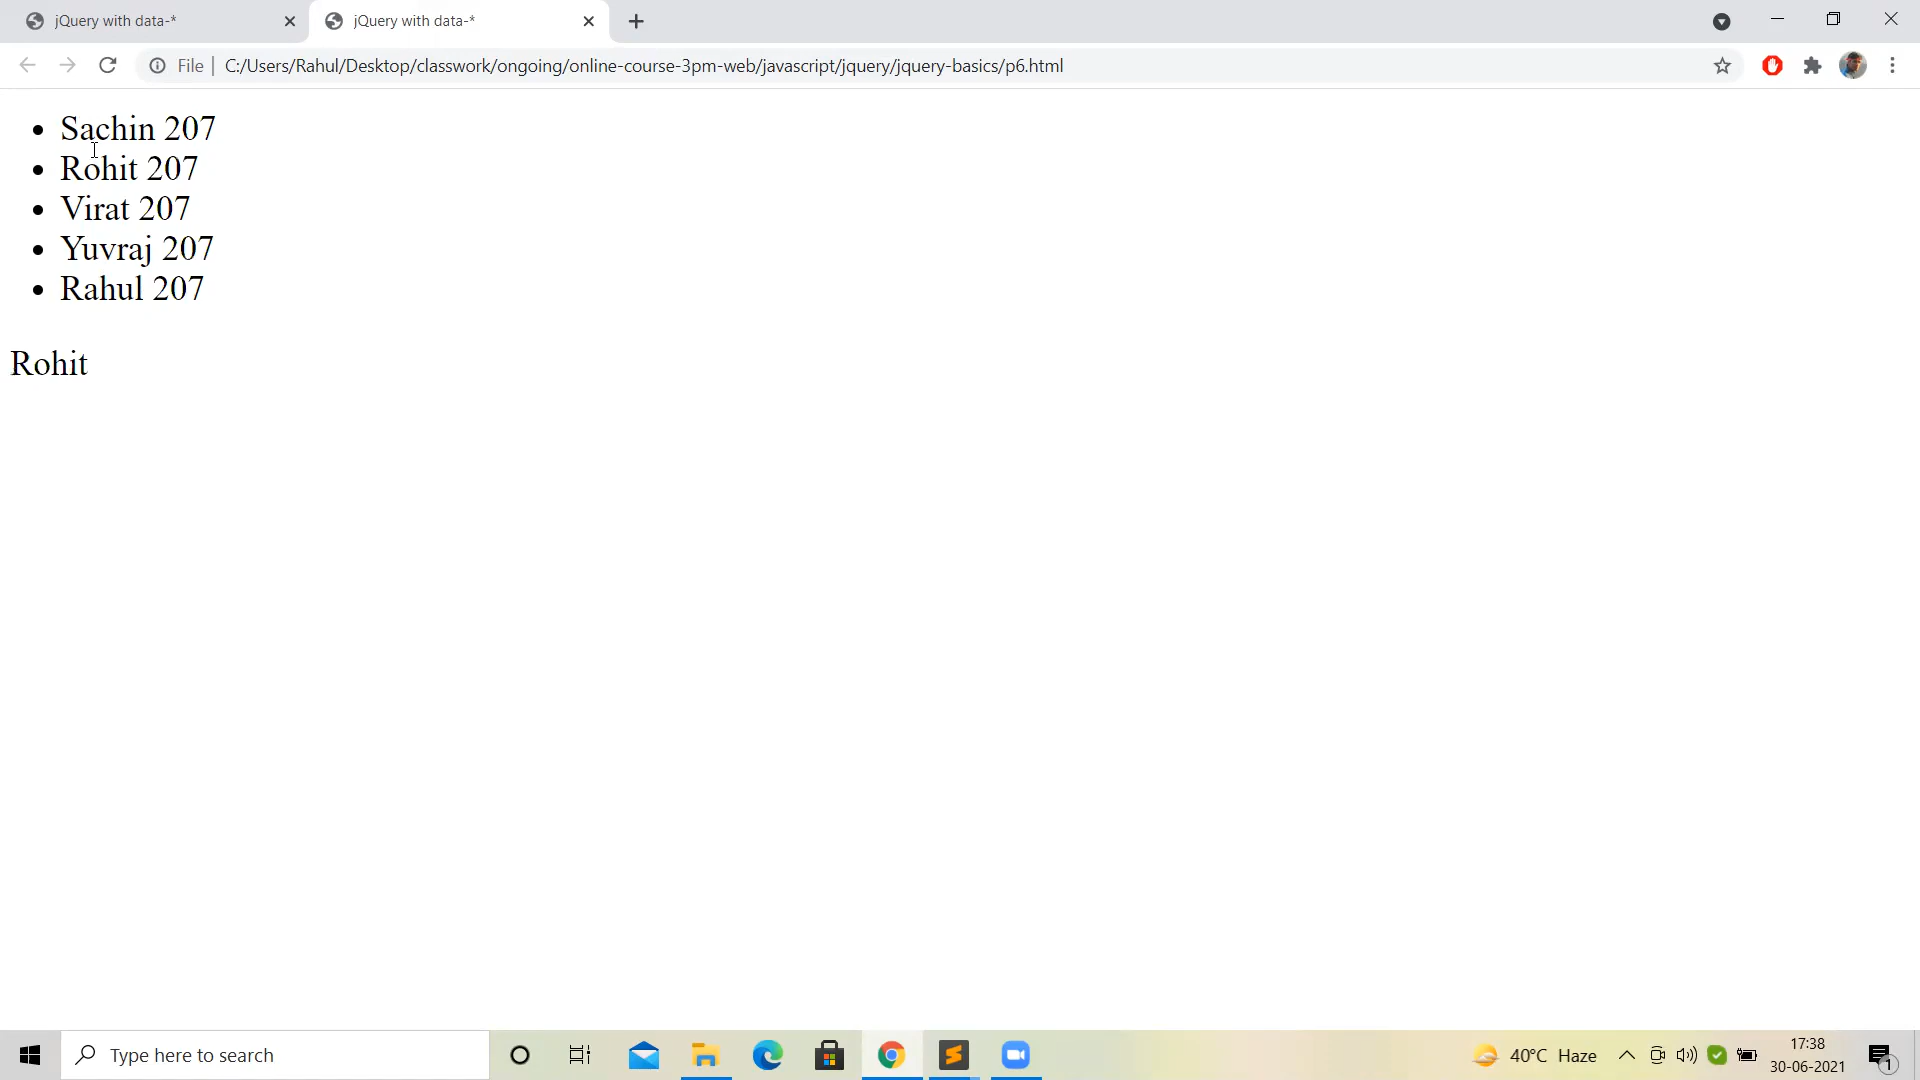 jQuery with data-*
jQuery with data-*
File | C:/Users/Rahul/Desktop/classwork/ongoing/online-course-3pm-web/javascript/jquery/jquery-basics/p6.html
• Sachin 207
• Rohit 207
• Virat 207
• Yuvraj 207
• Rahul 207
Rohit
Type here to search
40°C Haze
17:38
30-06-2021
1